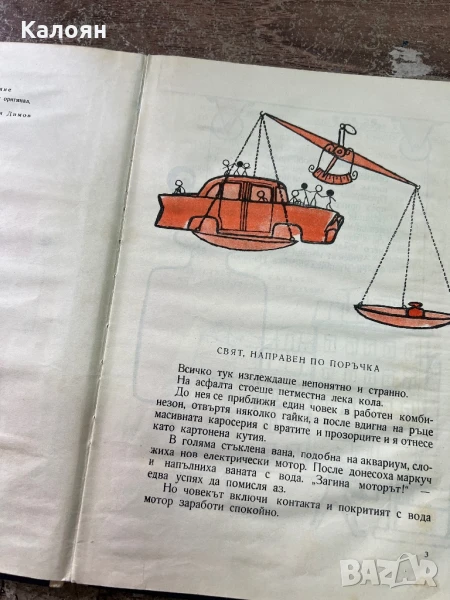 Калоян
ние
оригинал,
Димов
СВЯТ, НАПРАВЕН ПО ПОРЪЧКА
Всичко тук изглеждаше непонятно и странно.
На асфалта стоеше петместна лека кола.
До нея се приближи един човек в работен комби-
незон, отвъртя няколко гайки, а после вдигна на ръце
масивната каросерия с вратите и прозорците и я отнесе
като картонена кутия.
В голяма стъклена вана, подобна на аквариум, сло-
жиха нов електрически мотор. После донесоха маркуч
и напълниха ваната с вода. „Загина моторът!“ —
едва успях да помисля аз.
Но човекът включи контакта и покритият с вода
мотор заработи спокойно.
3
BAZAR